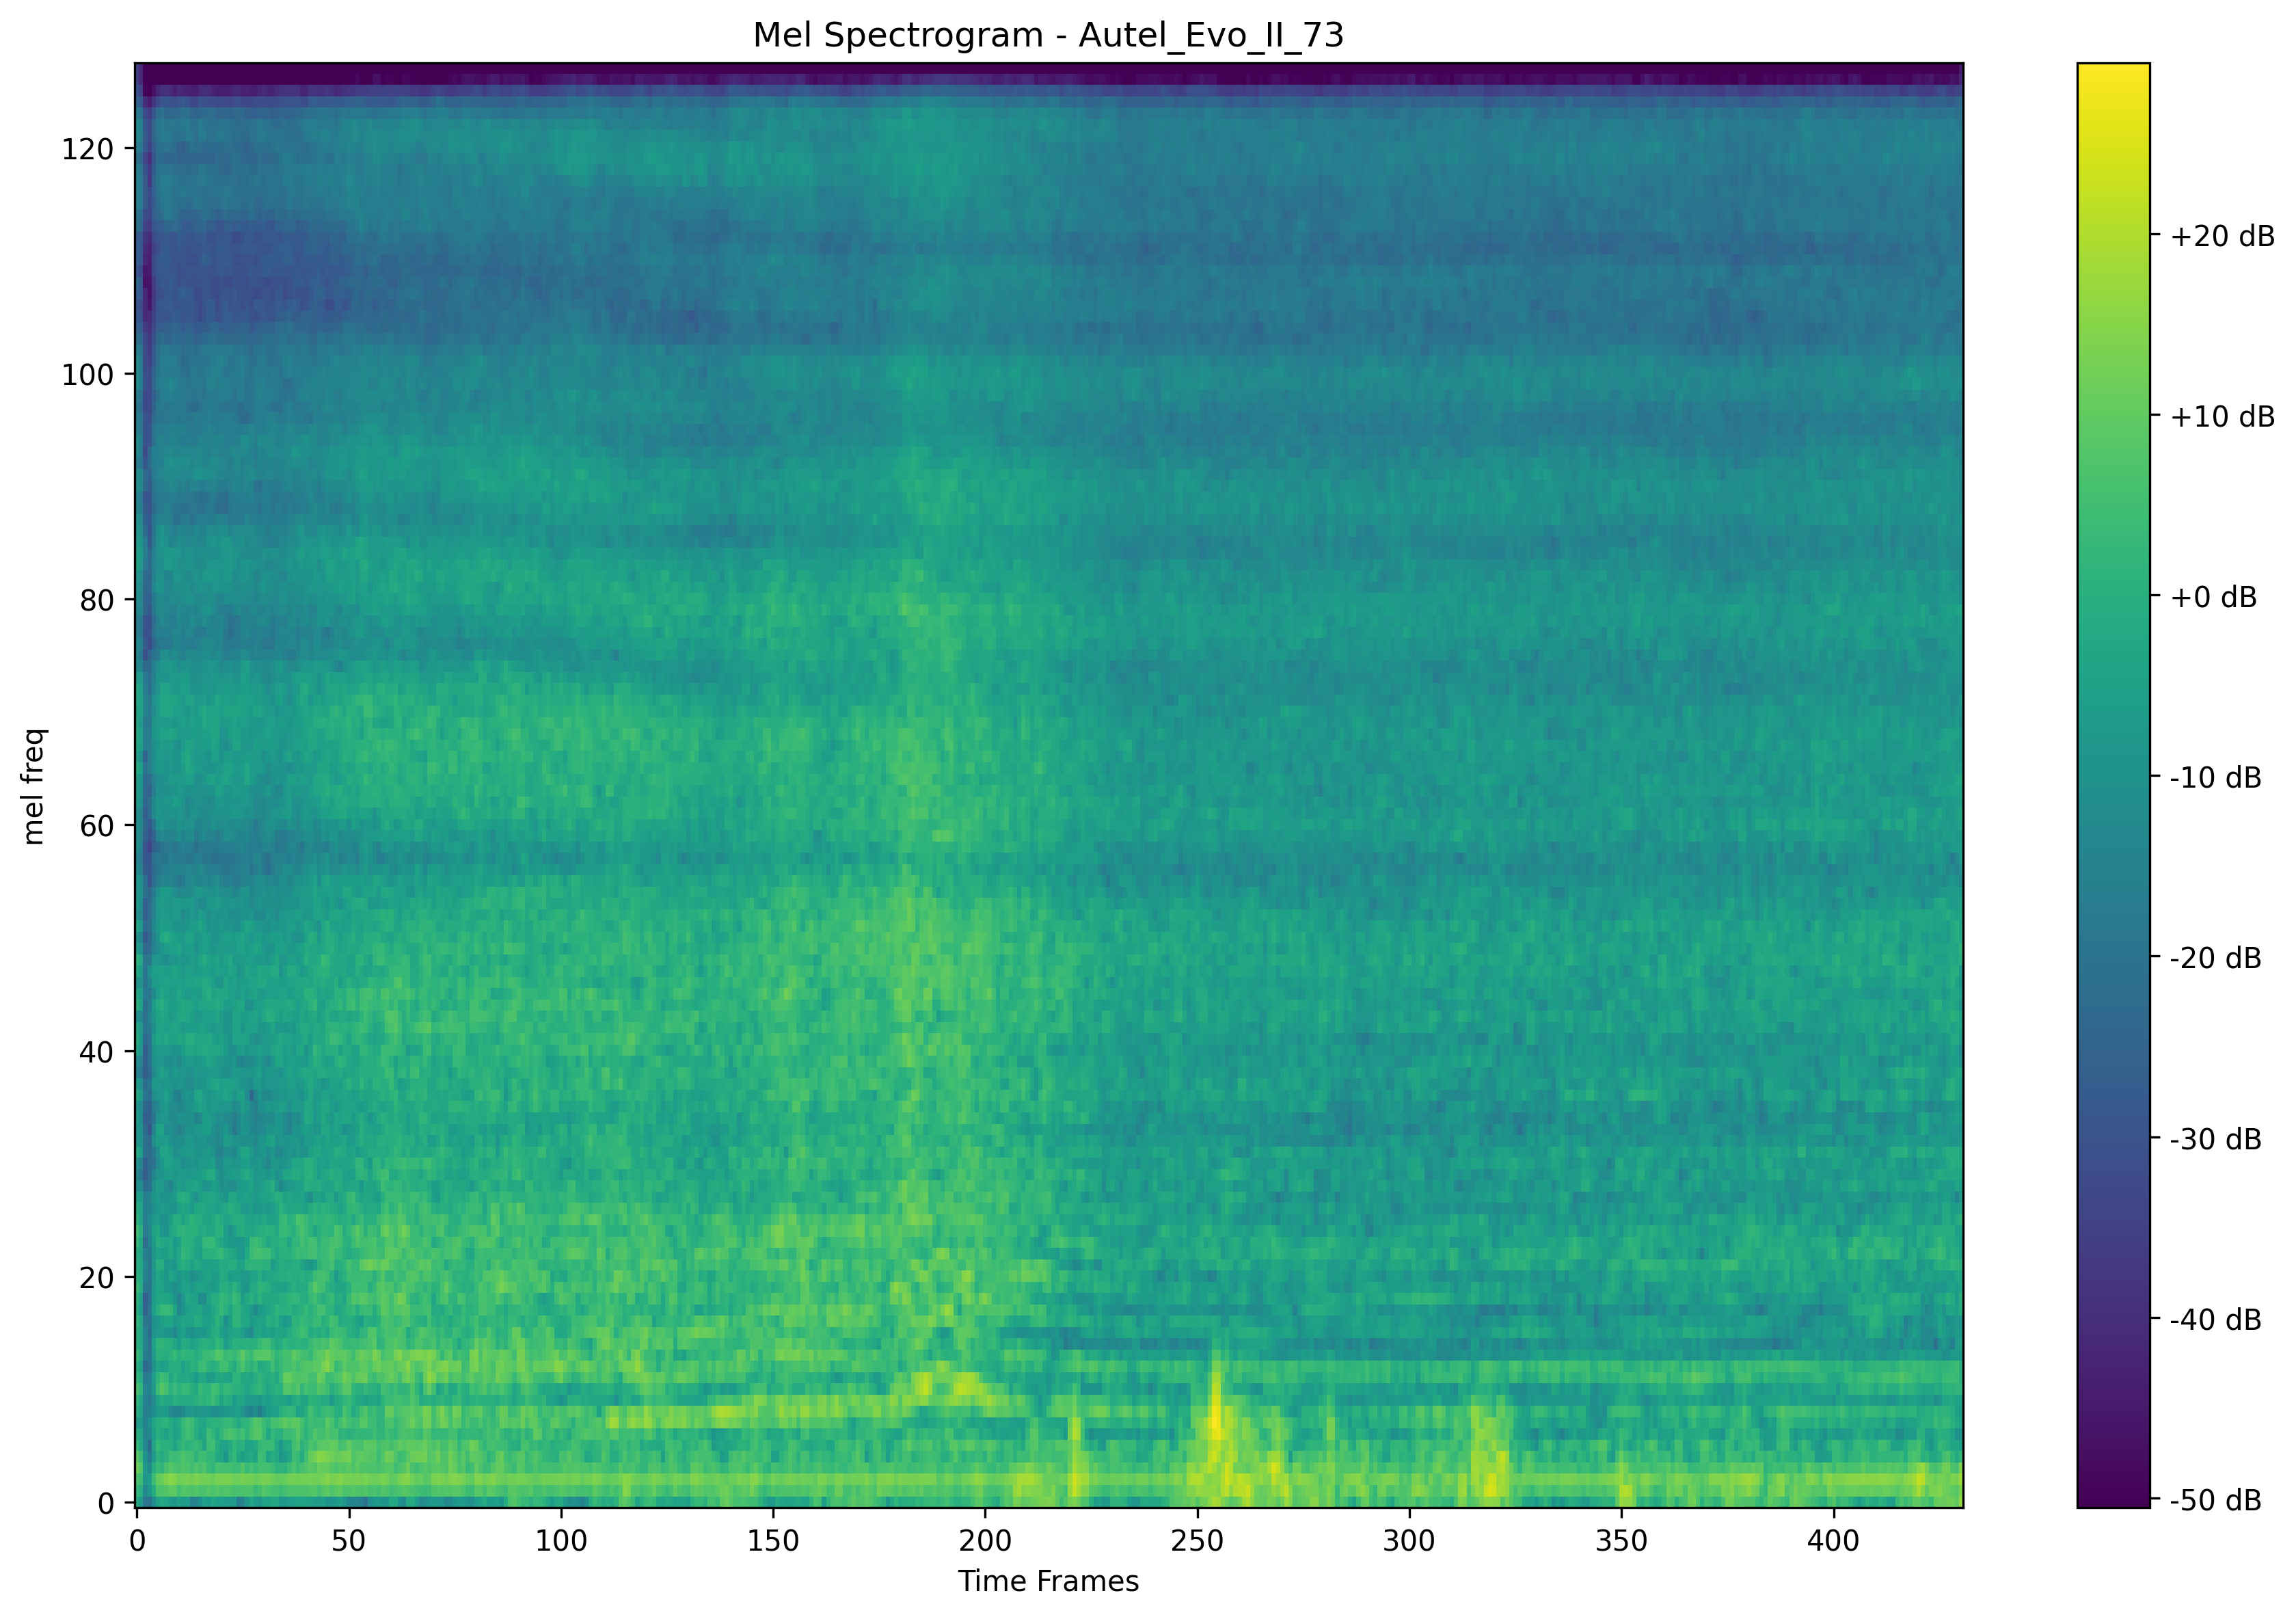 Mel Spectrogram - Autel_Evo_II_73
120
100
80
60
40
20
0
mel freq
0 50 100 150 200 250 300 350 400
Time Frames
+20 dB
+10 dB
+0 dB
-10 dB
-20 dB
-30 dB
-40 dB
-50 dB